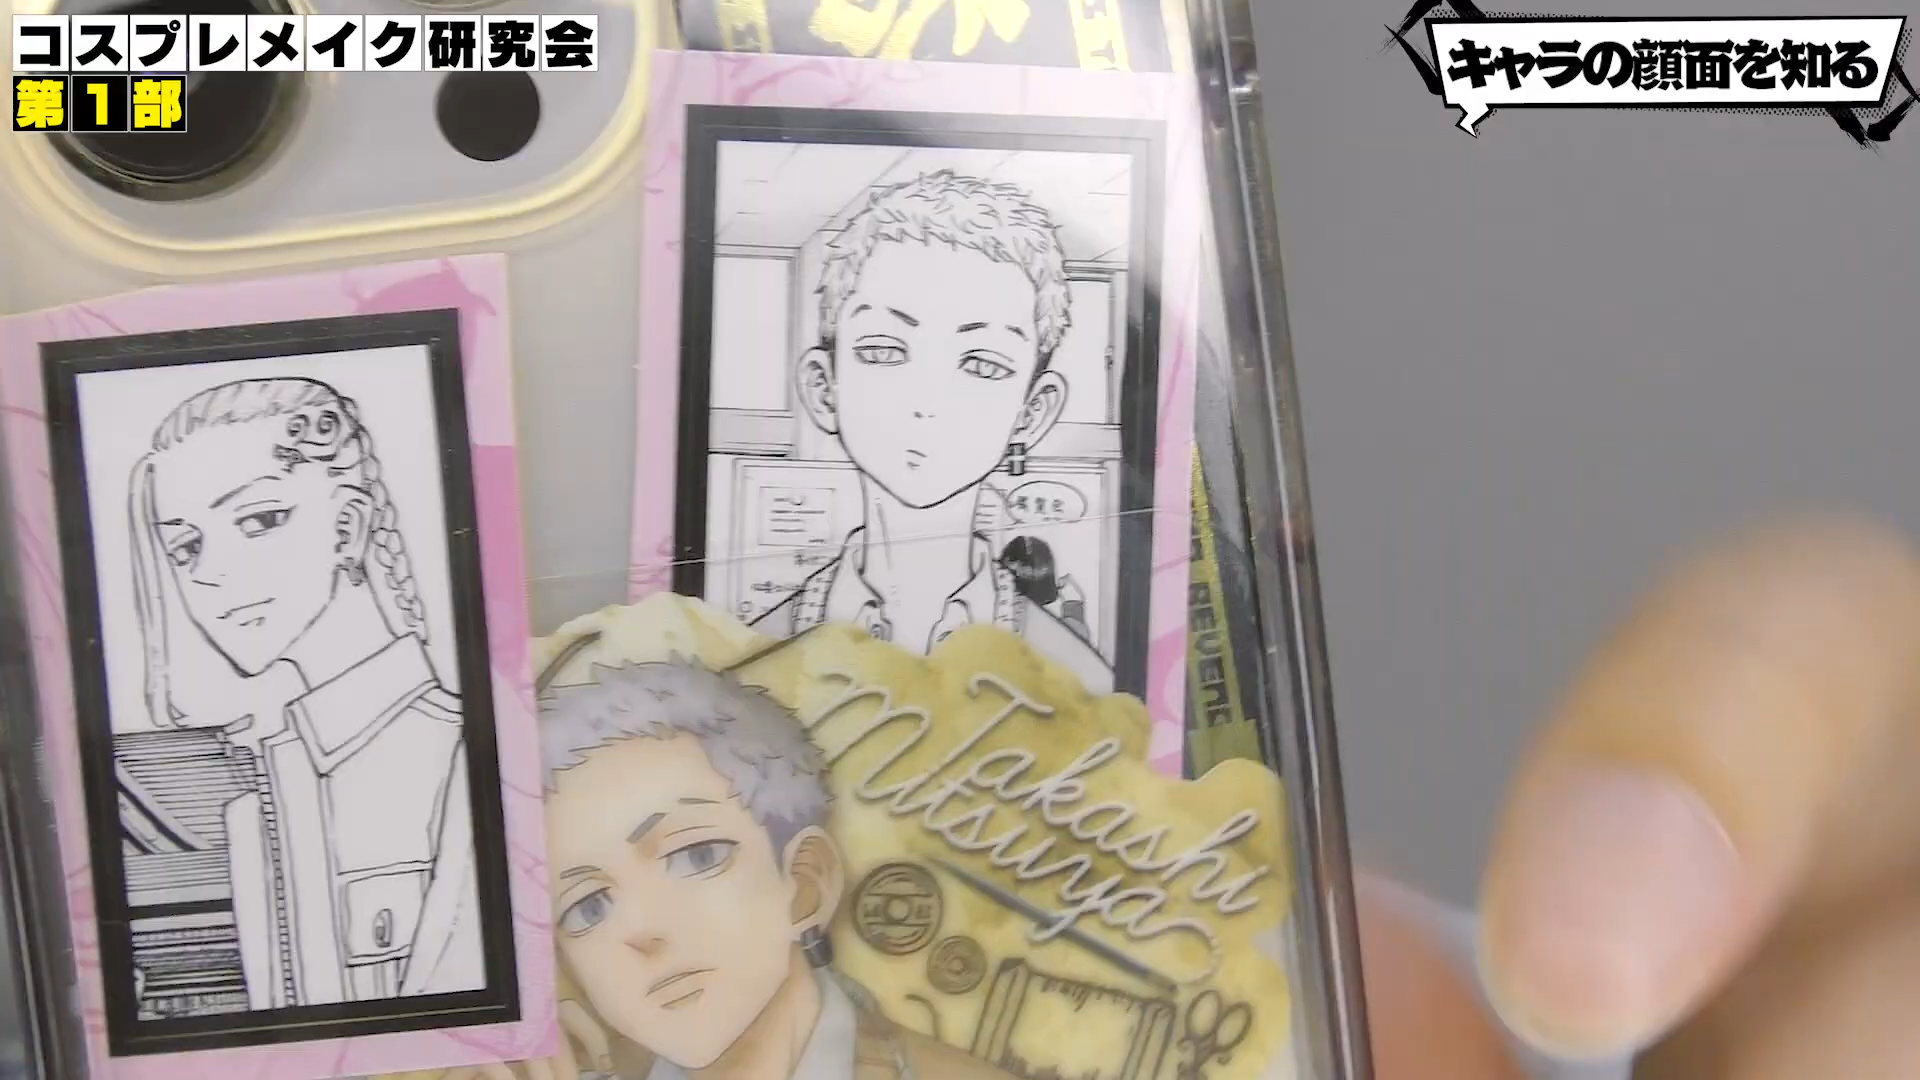 コスプレメイク研究会
第1部
キャラの顔面を知る
Takashi
Mitsuya
REVENG